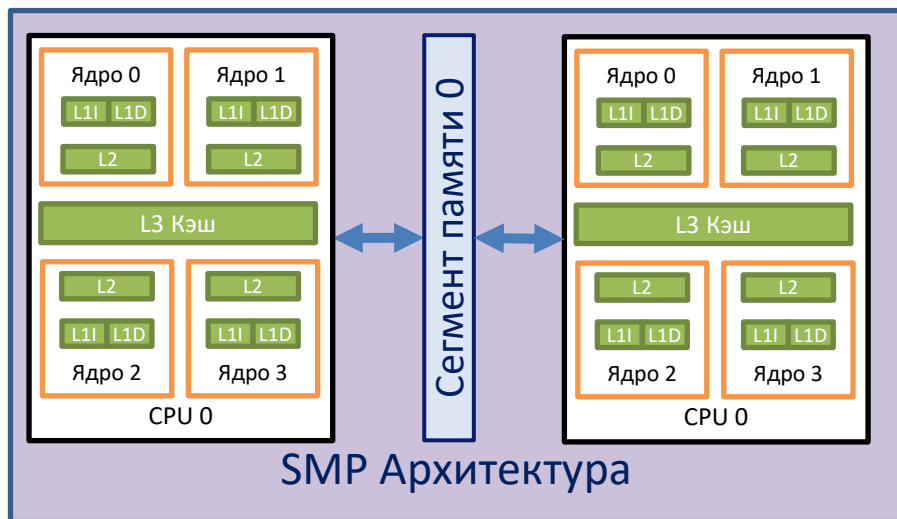 Ядро 0
Ядро 1
L1I L1D
L1I L1D
L2
L2
L3 Кэш
L2
L2
L1I L1D
L1I L1D
Ядро 2
Ядро 3
CPU 0
Сегмент памяти 0
Ядро 0
Ядро 1
L1I L1D
L1I L1D
L2
L2
L3 Кэш
L2
L2
L1I L1D
L1I L1D
Ядро 2
Ядро 3
CPU 0
SMP Архитектура